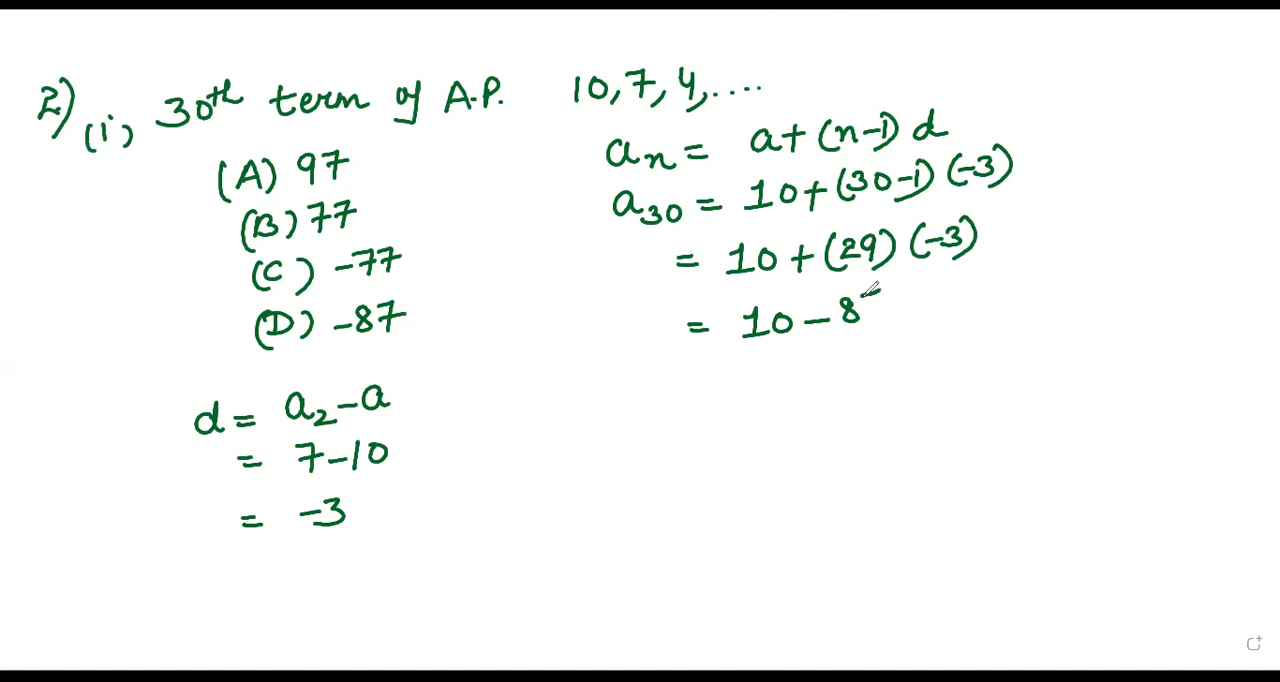 2)
(i) 30th term of A.P. 10, 7, 4, ....
(A) 97
(B) 77
(C) -77
(D) -87
d = a₂ - a
= 7 - 10
= -3
aₙ = a + (n-1) d
a₃₀ = 10 + (30-1) (-3)
= 10 + (29) (-3)
= 10 - 8